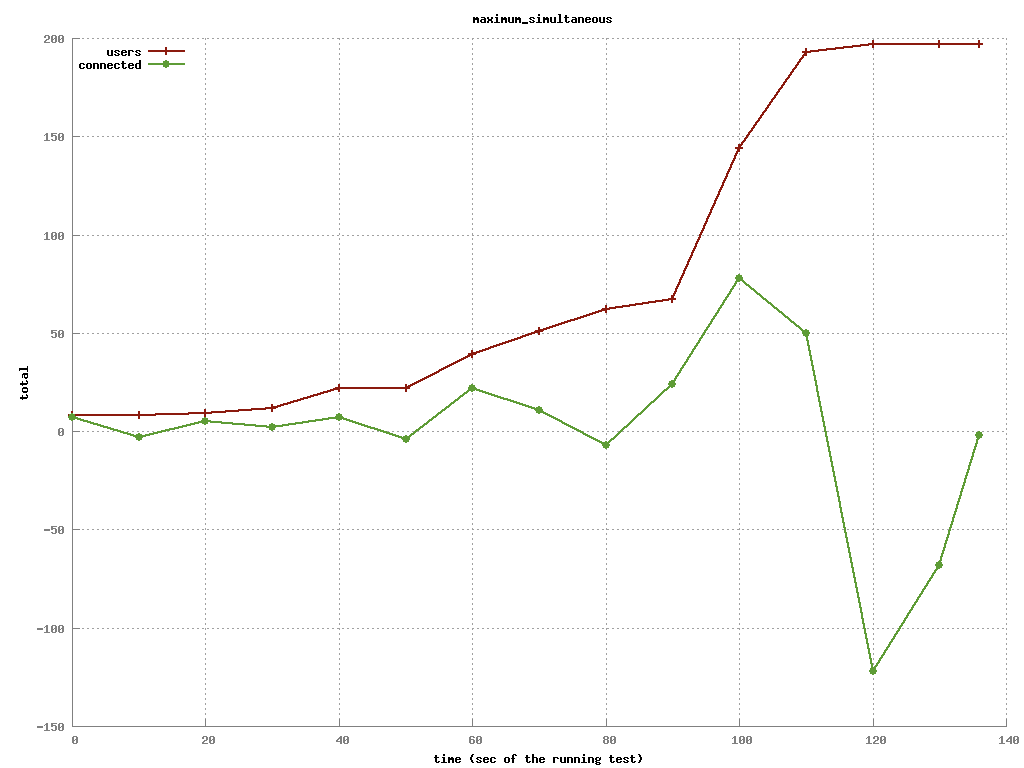 maximum_simultaneous
users
connected
200
150
100
50
0
-50
-100
-150
total
0 20 40 60 80 100 120 140
time (sec of the running test)